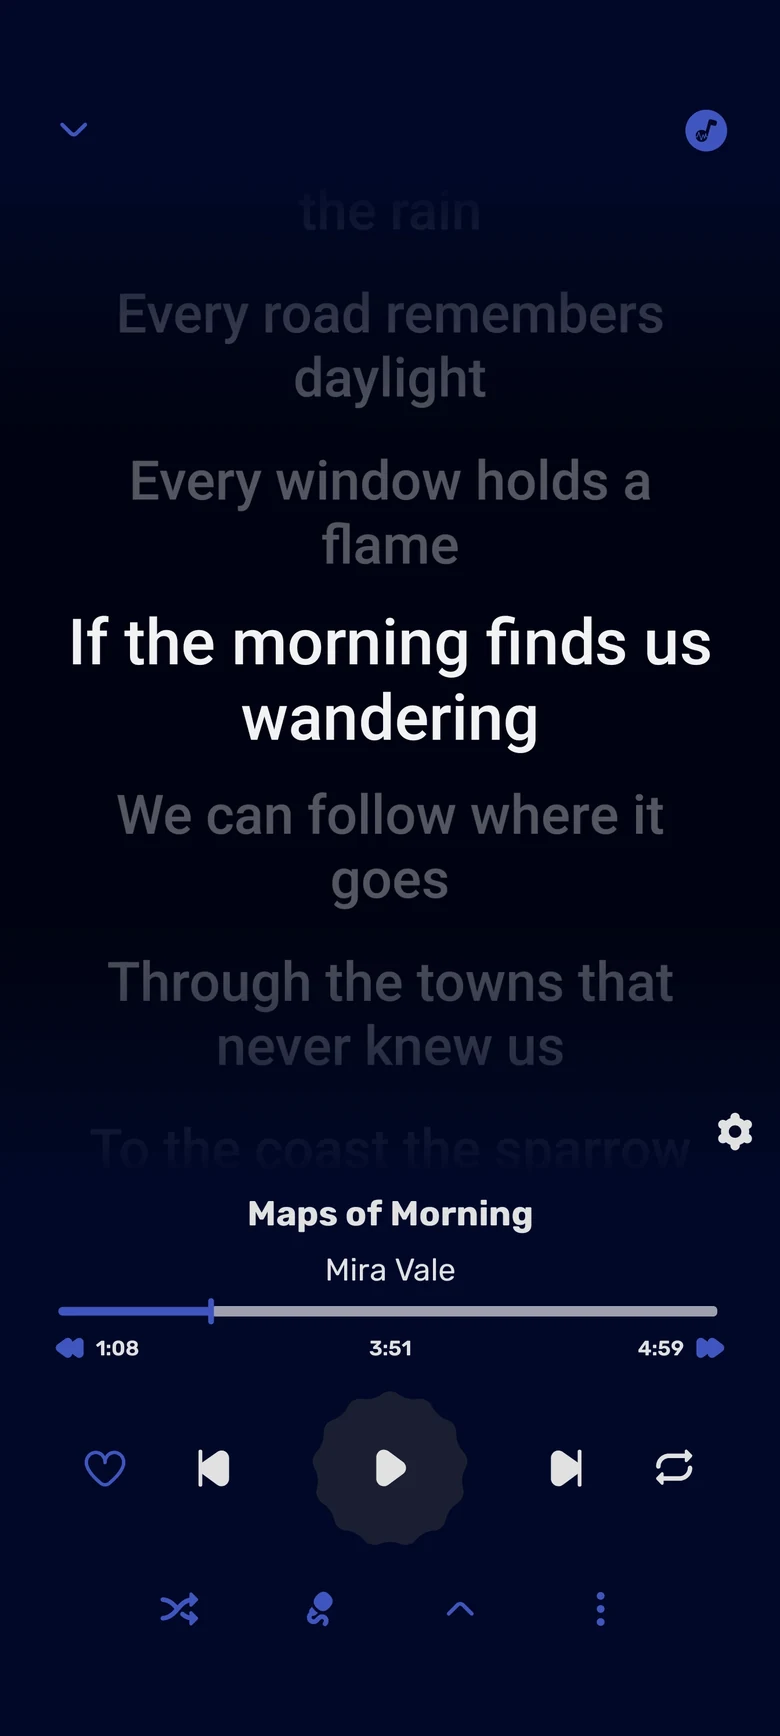 the rain
Every road remembers
daylight
Every window holds a
flame
If the morning finds us
wandering
We can follow where it
goes
Through the towns that
never knew us
To the coast the sparrow
Maps of Morning
Mira Vale
1:08 3:51 4:59